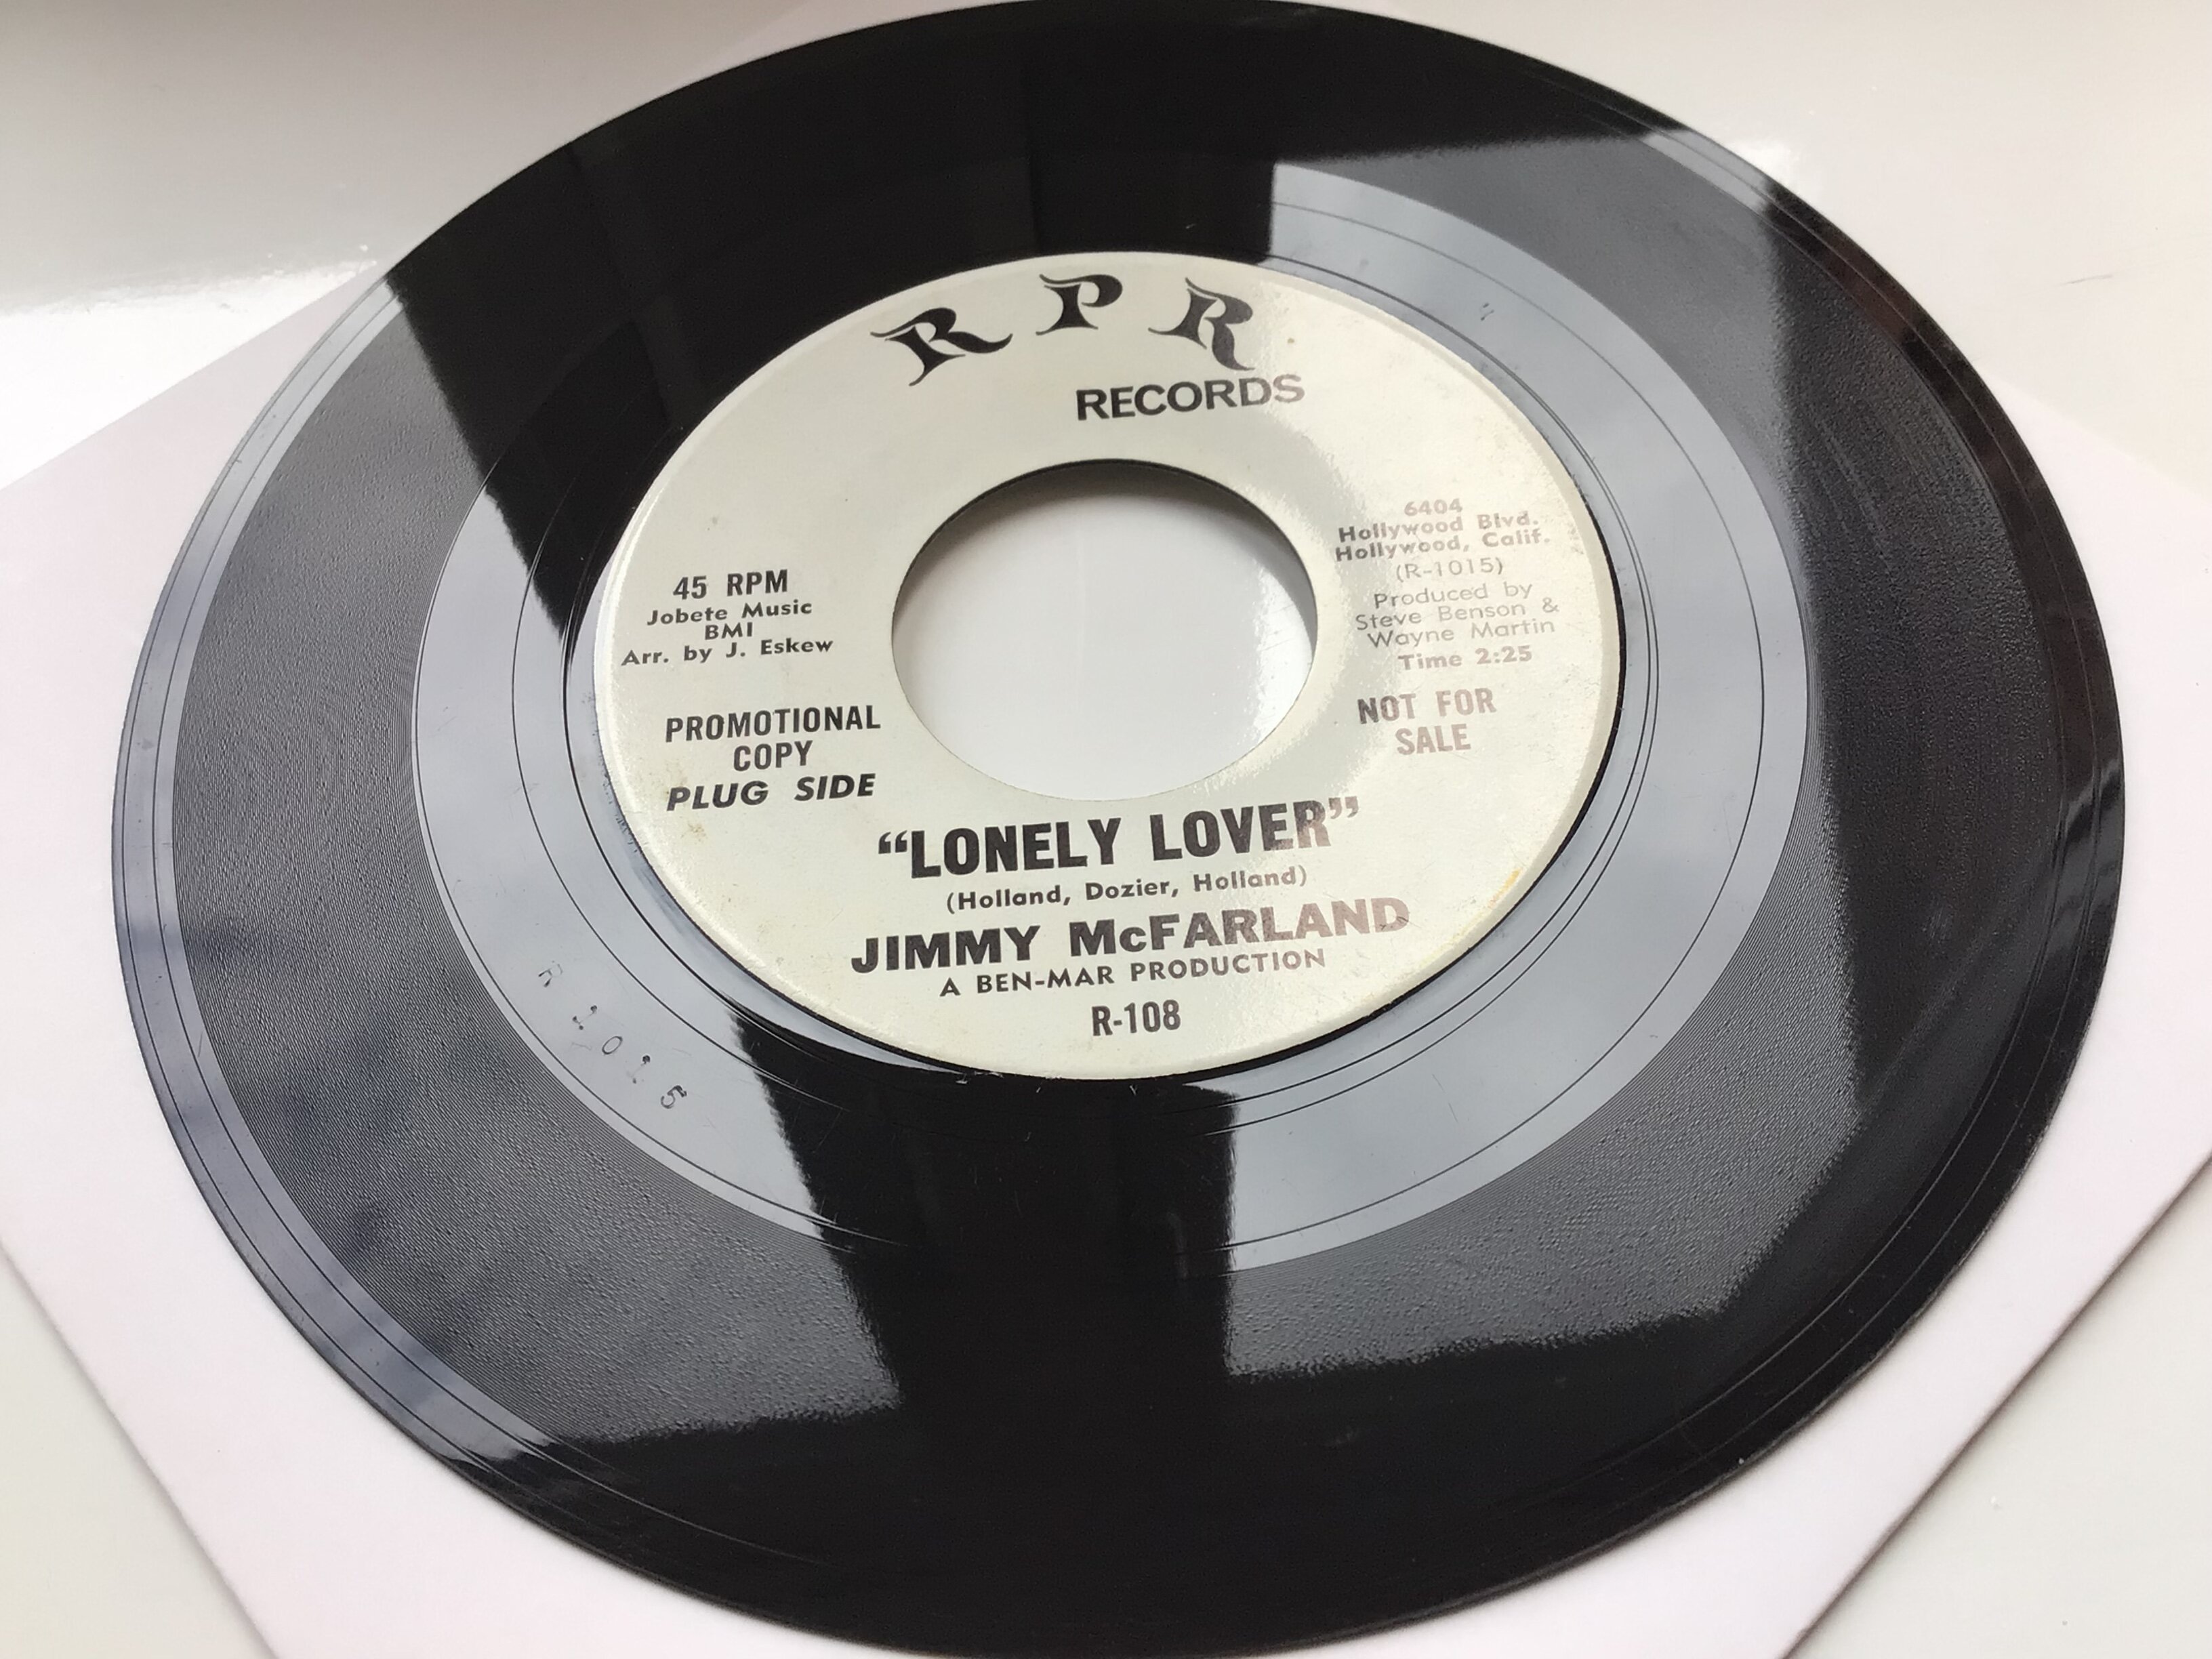 R P R
RECORDS
45 RPM
Jobete Music
BMI
Arr. by J. Eskew
PROMOTIONAL
COPY
PLUG SIDE
6404
Hollywood Blvd.
Hollywood, Calif.
(R-1015)
Produced by
Steve Benson &
Wayne Martin
Time 2:25
NOT FOR
SALE
“LONELY LOVER”
(Holland, Dozier, Holland)
JIMMY McFARLAND
A BEN-MAR PRODUCTION
R-108
R 1015